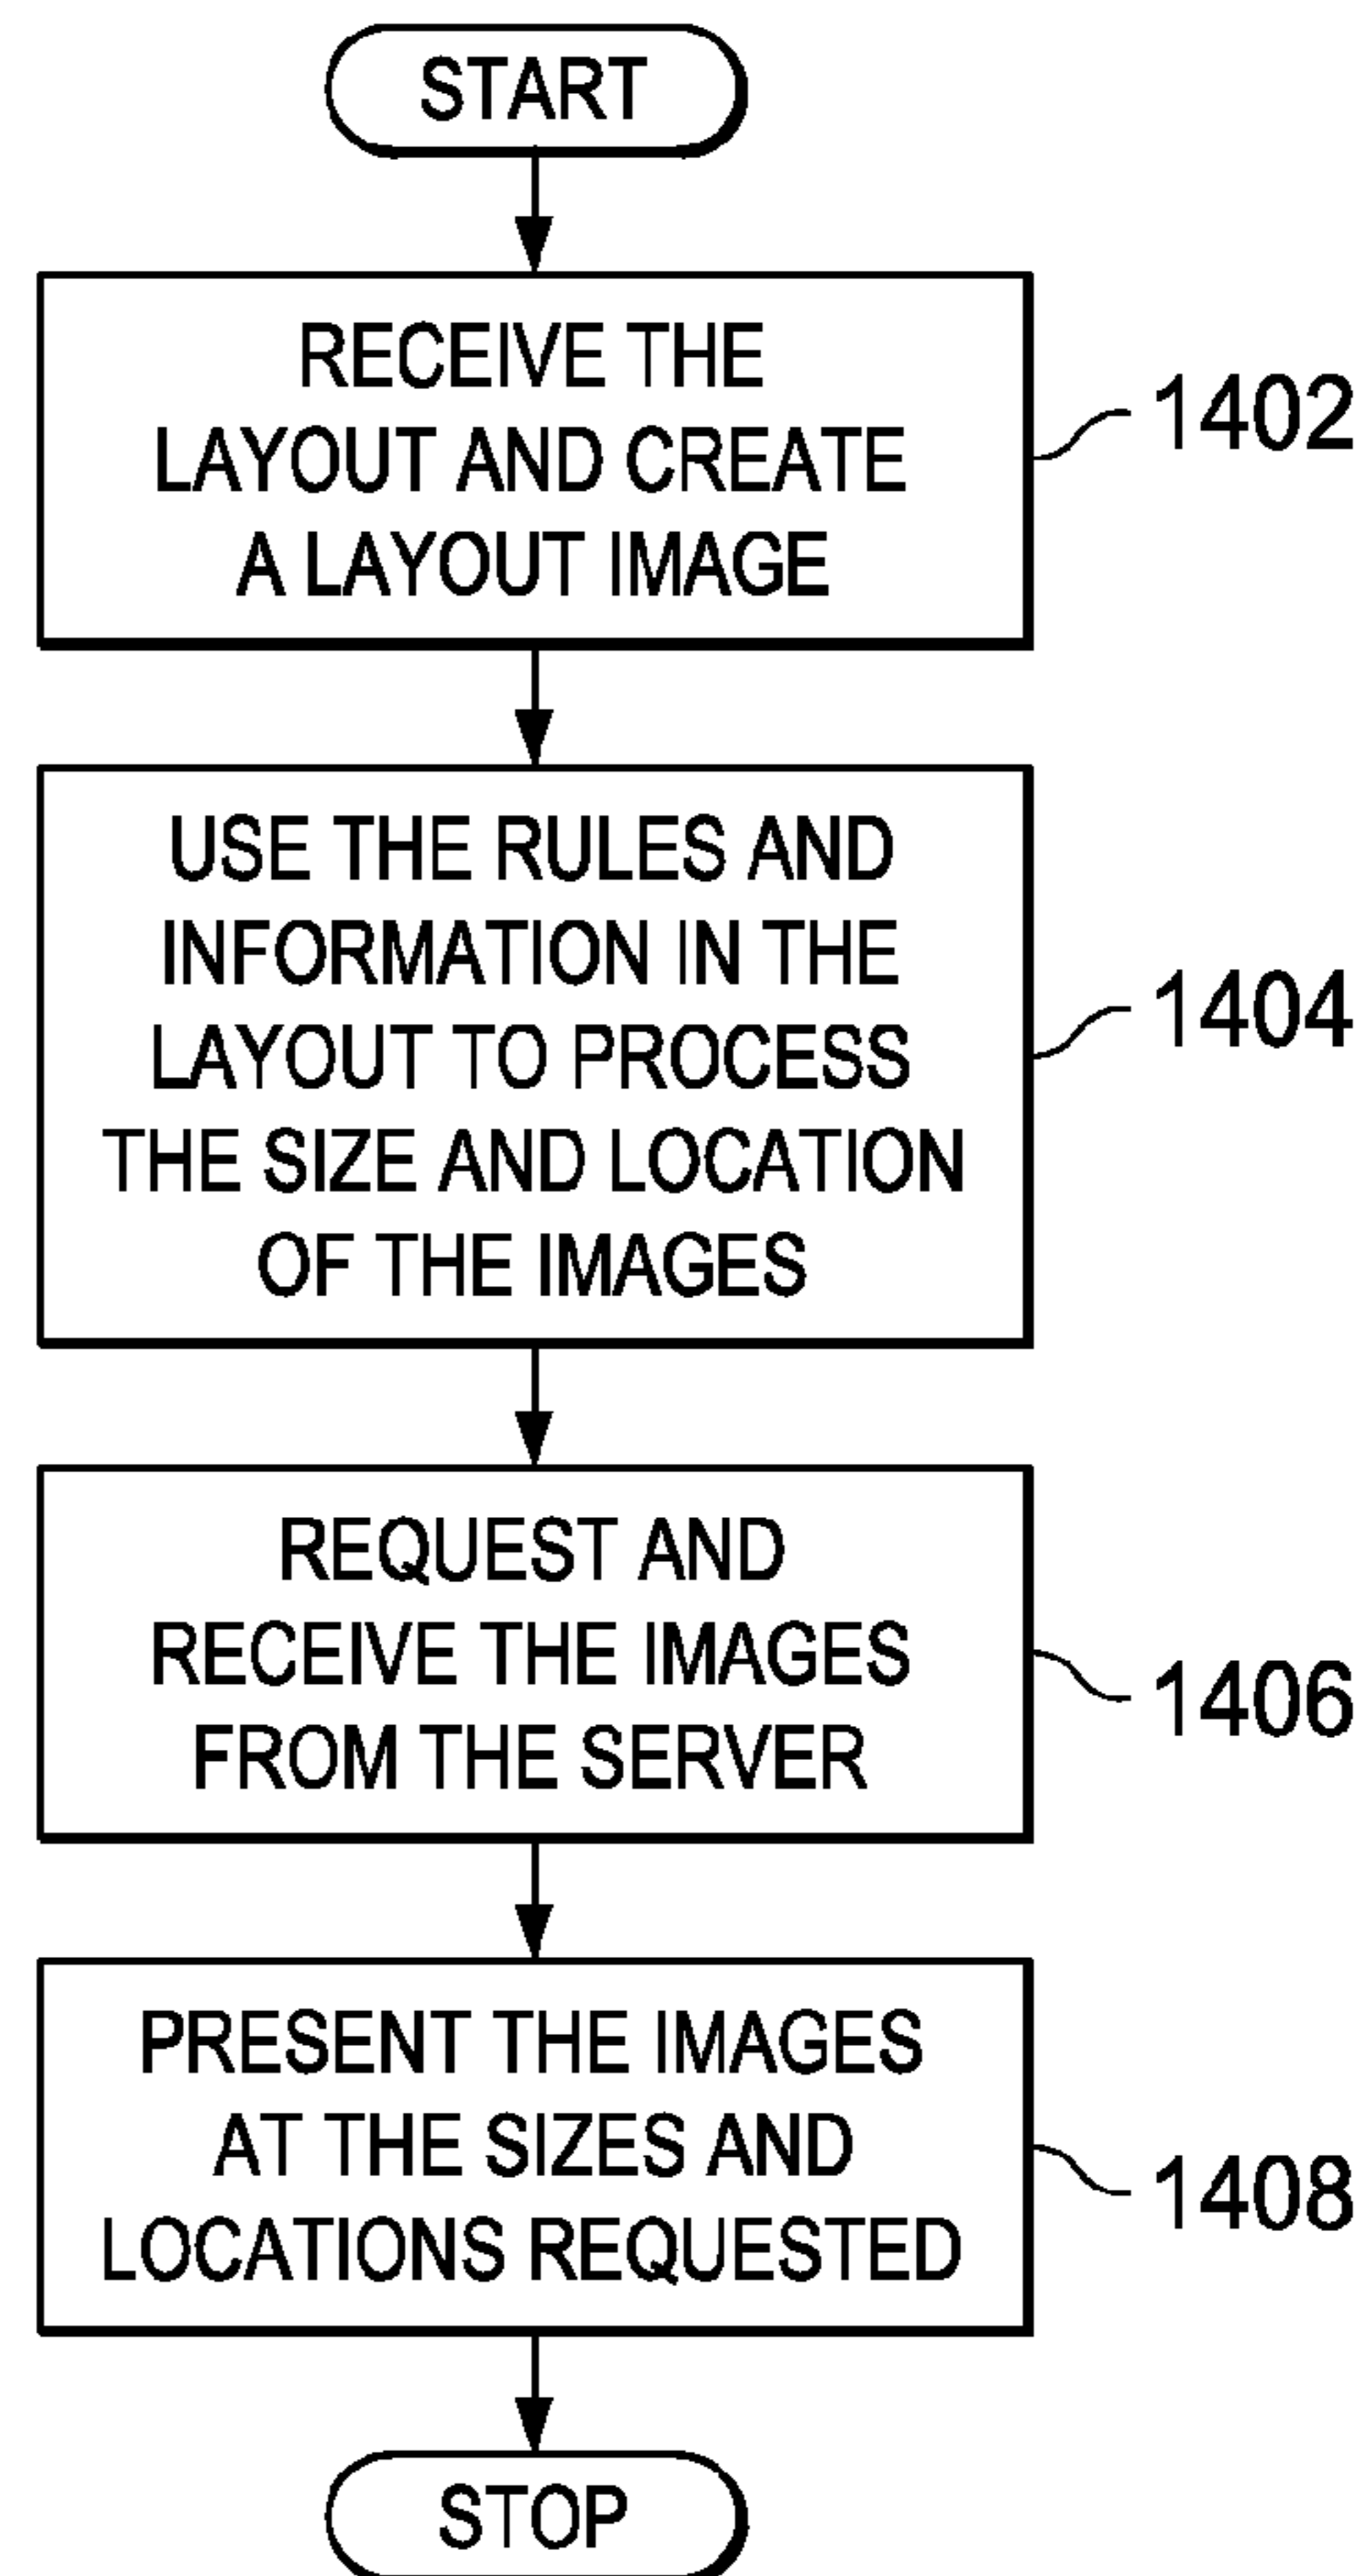 START
RECEIVE THE
LAYOUT AND CREATE
A LAYOUT IMAGE
1402
USE THE RULES AND
INFORMATION IN THE
LAYOUT TO PROCESS
THE SIZE AND LOCATION
OF THE IMAGES
1404
REQUEST AND
RECEIVE THE IMAGES
FROM THE SERVER
1406
PRESENT THE IMAGES
AT THE SIZES AND
LOCATIONS REQUESTED
1408
STOP